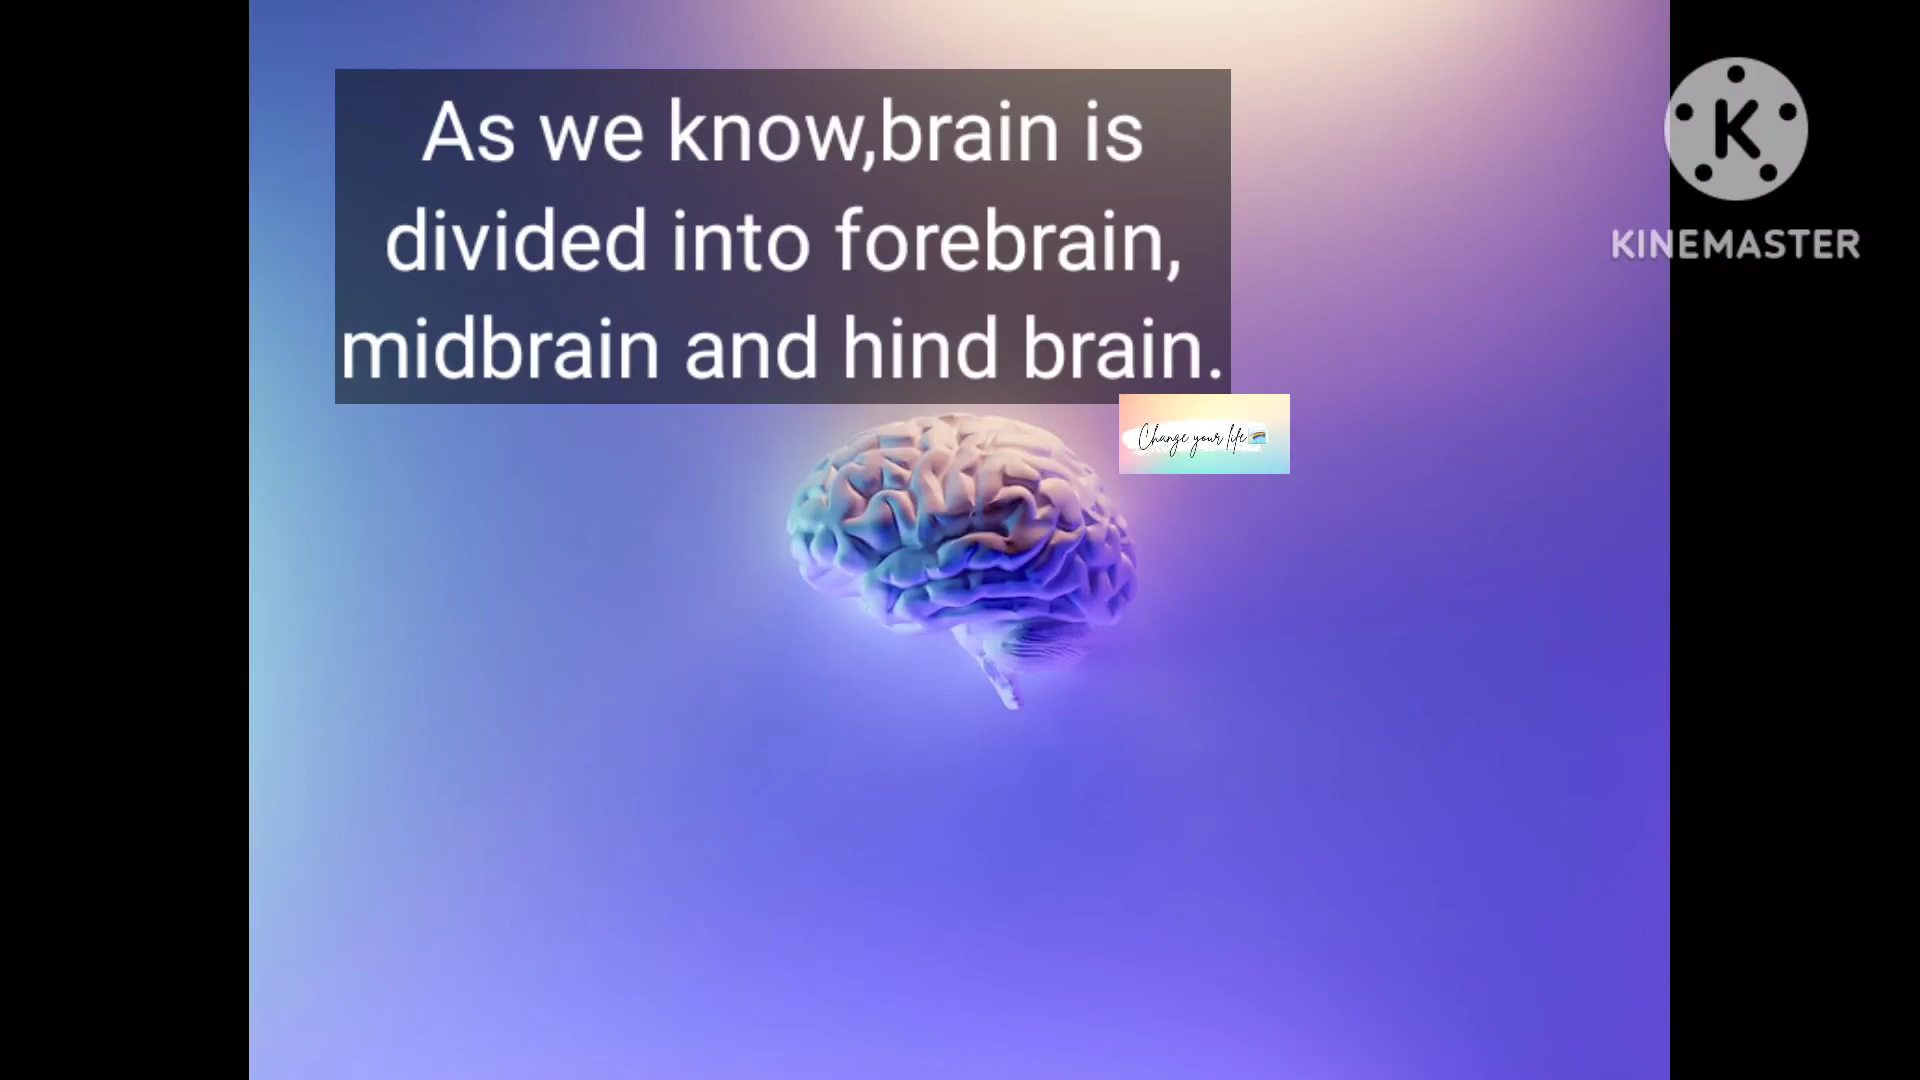 As we know,brain is
divided into forebrain,
midbrain and hind brain.
K
KINEMASTER
Change your life🌈